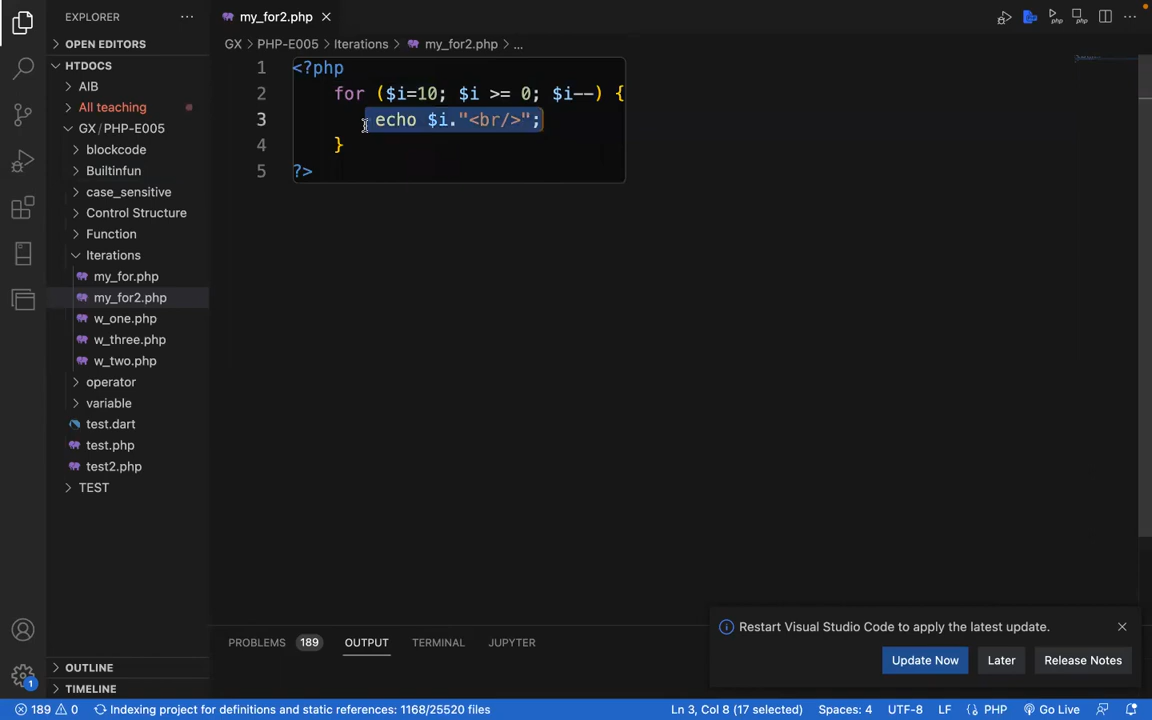 EXPLORER
my_for2.php
OPEN EDITORS
GX
PHP-E005
Iterations
my_for2.php
...
HTDOCS
AIB
All teaching
GX/PHP-E005
blockcode
Builtinfun
case_sensitive
Control Structure
Function
Iterations
my_for.php
my_for2.php
w_one.php
w_three.php
w_two.php
operator
variable
test.dart
test.php
test2.php
TEST
OUTLINE
TIMELINE
1 <?php
2 for ($i=10; $i >= 0; $i--) {
3 echo $i."<br/>";
4 }
5 ?>
PROBLEMS 189 OUTPUT TERMINAL JUPYTER
Restart Visual Studio Code to apply the latest update.
Update Now Later Release Notes
1
189 0 Indexing project for definitions and static references: 1168/25520 files Ln 3, Col 8 (17 selected) Spaces: 4 UTF-8 LF {} PHP Go Live